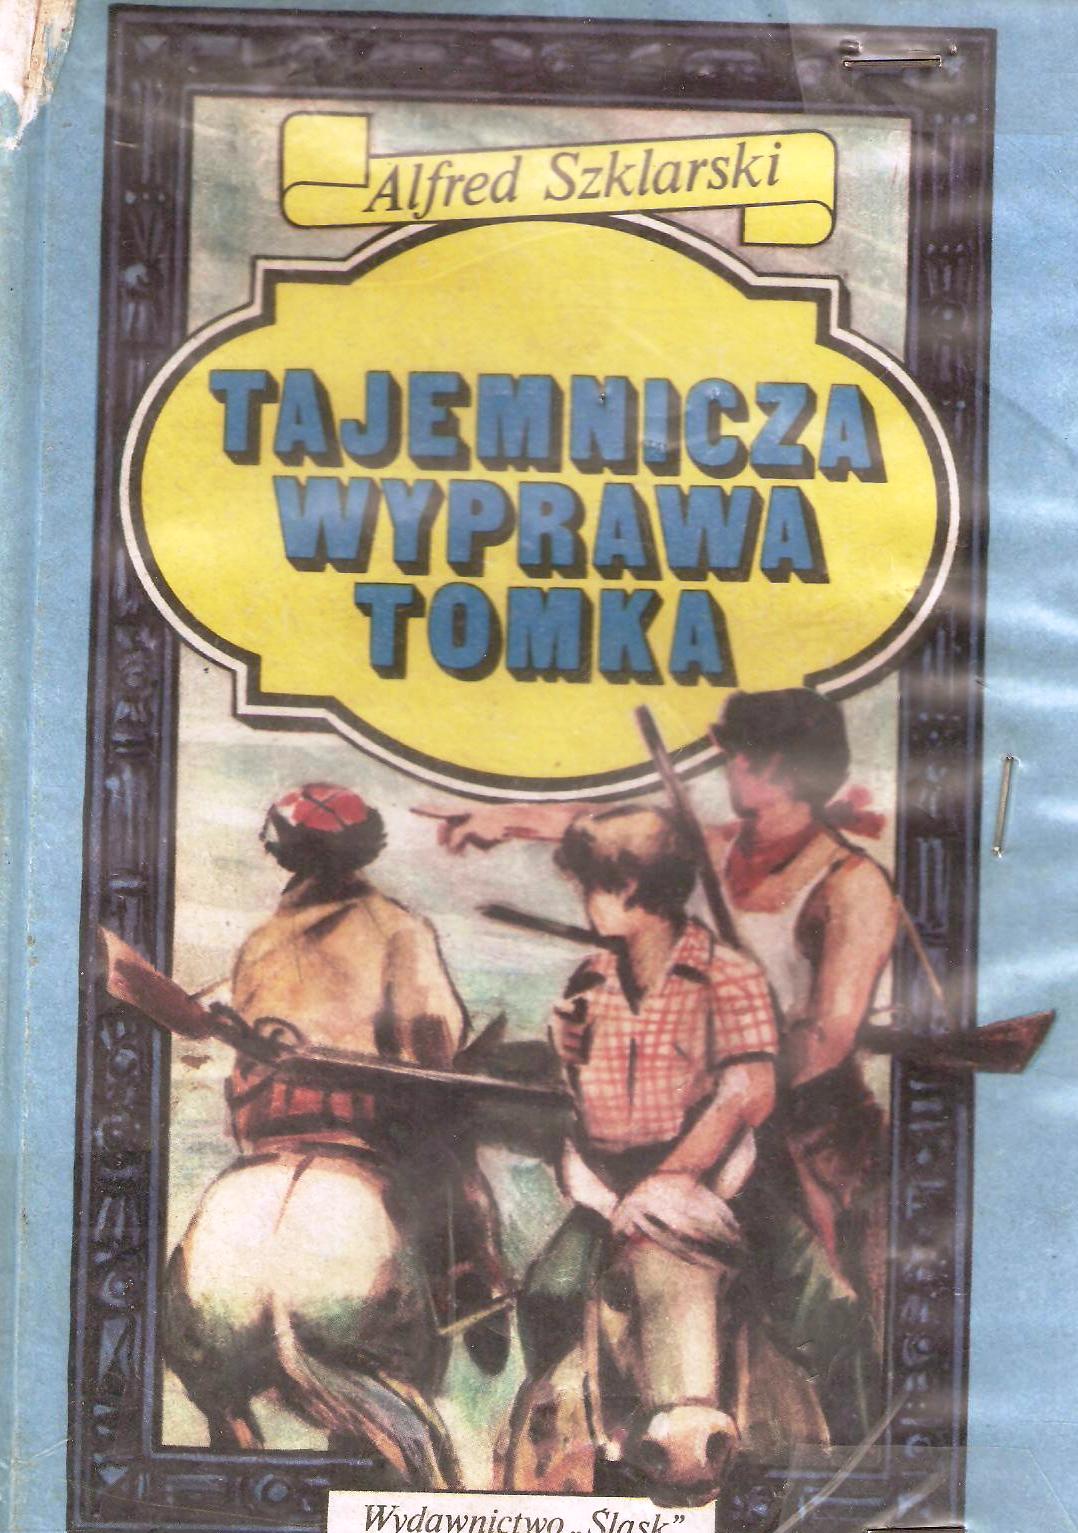 Alfred Szklarski
TAJEMNICZA
WYPRAWA
TOMKA
Wydawnictwo „Śląsk”